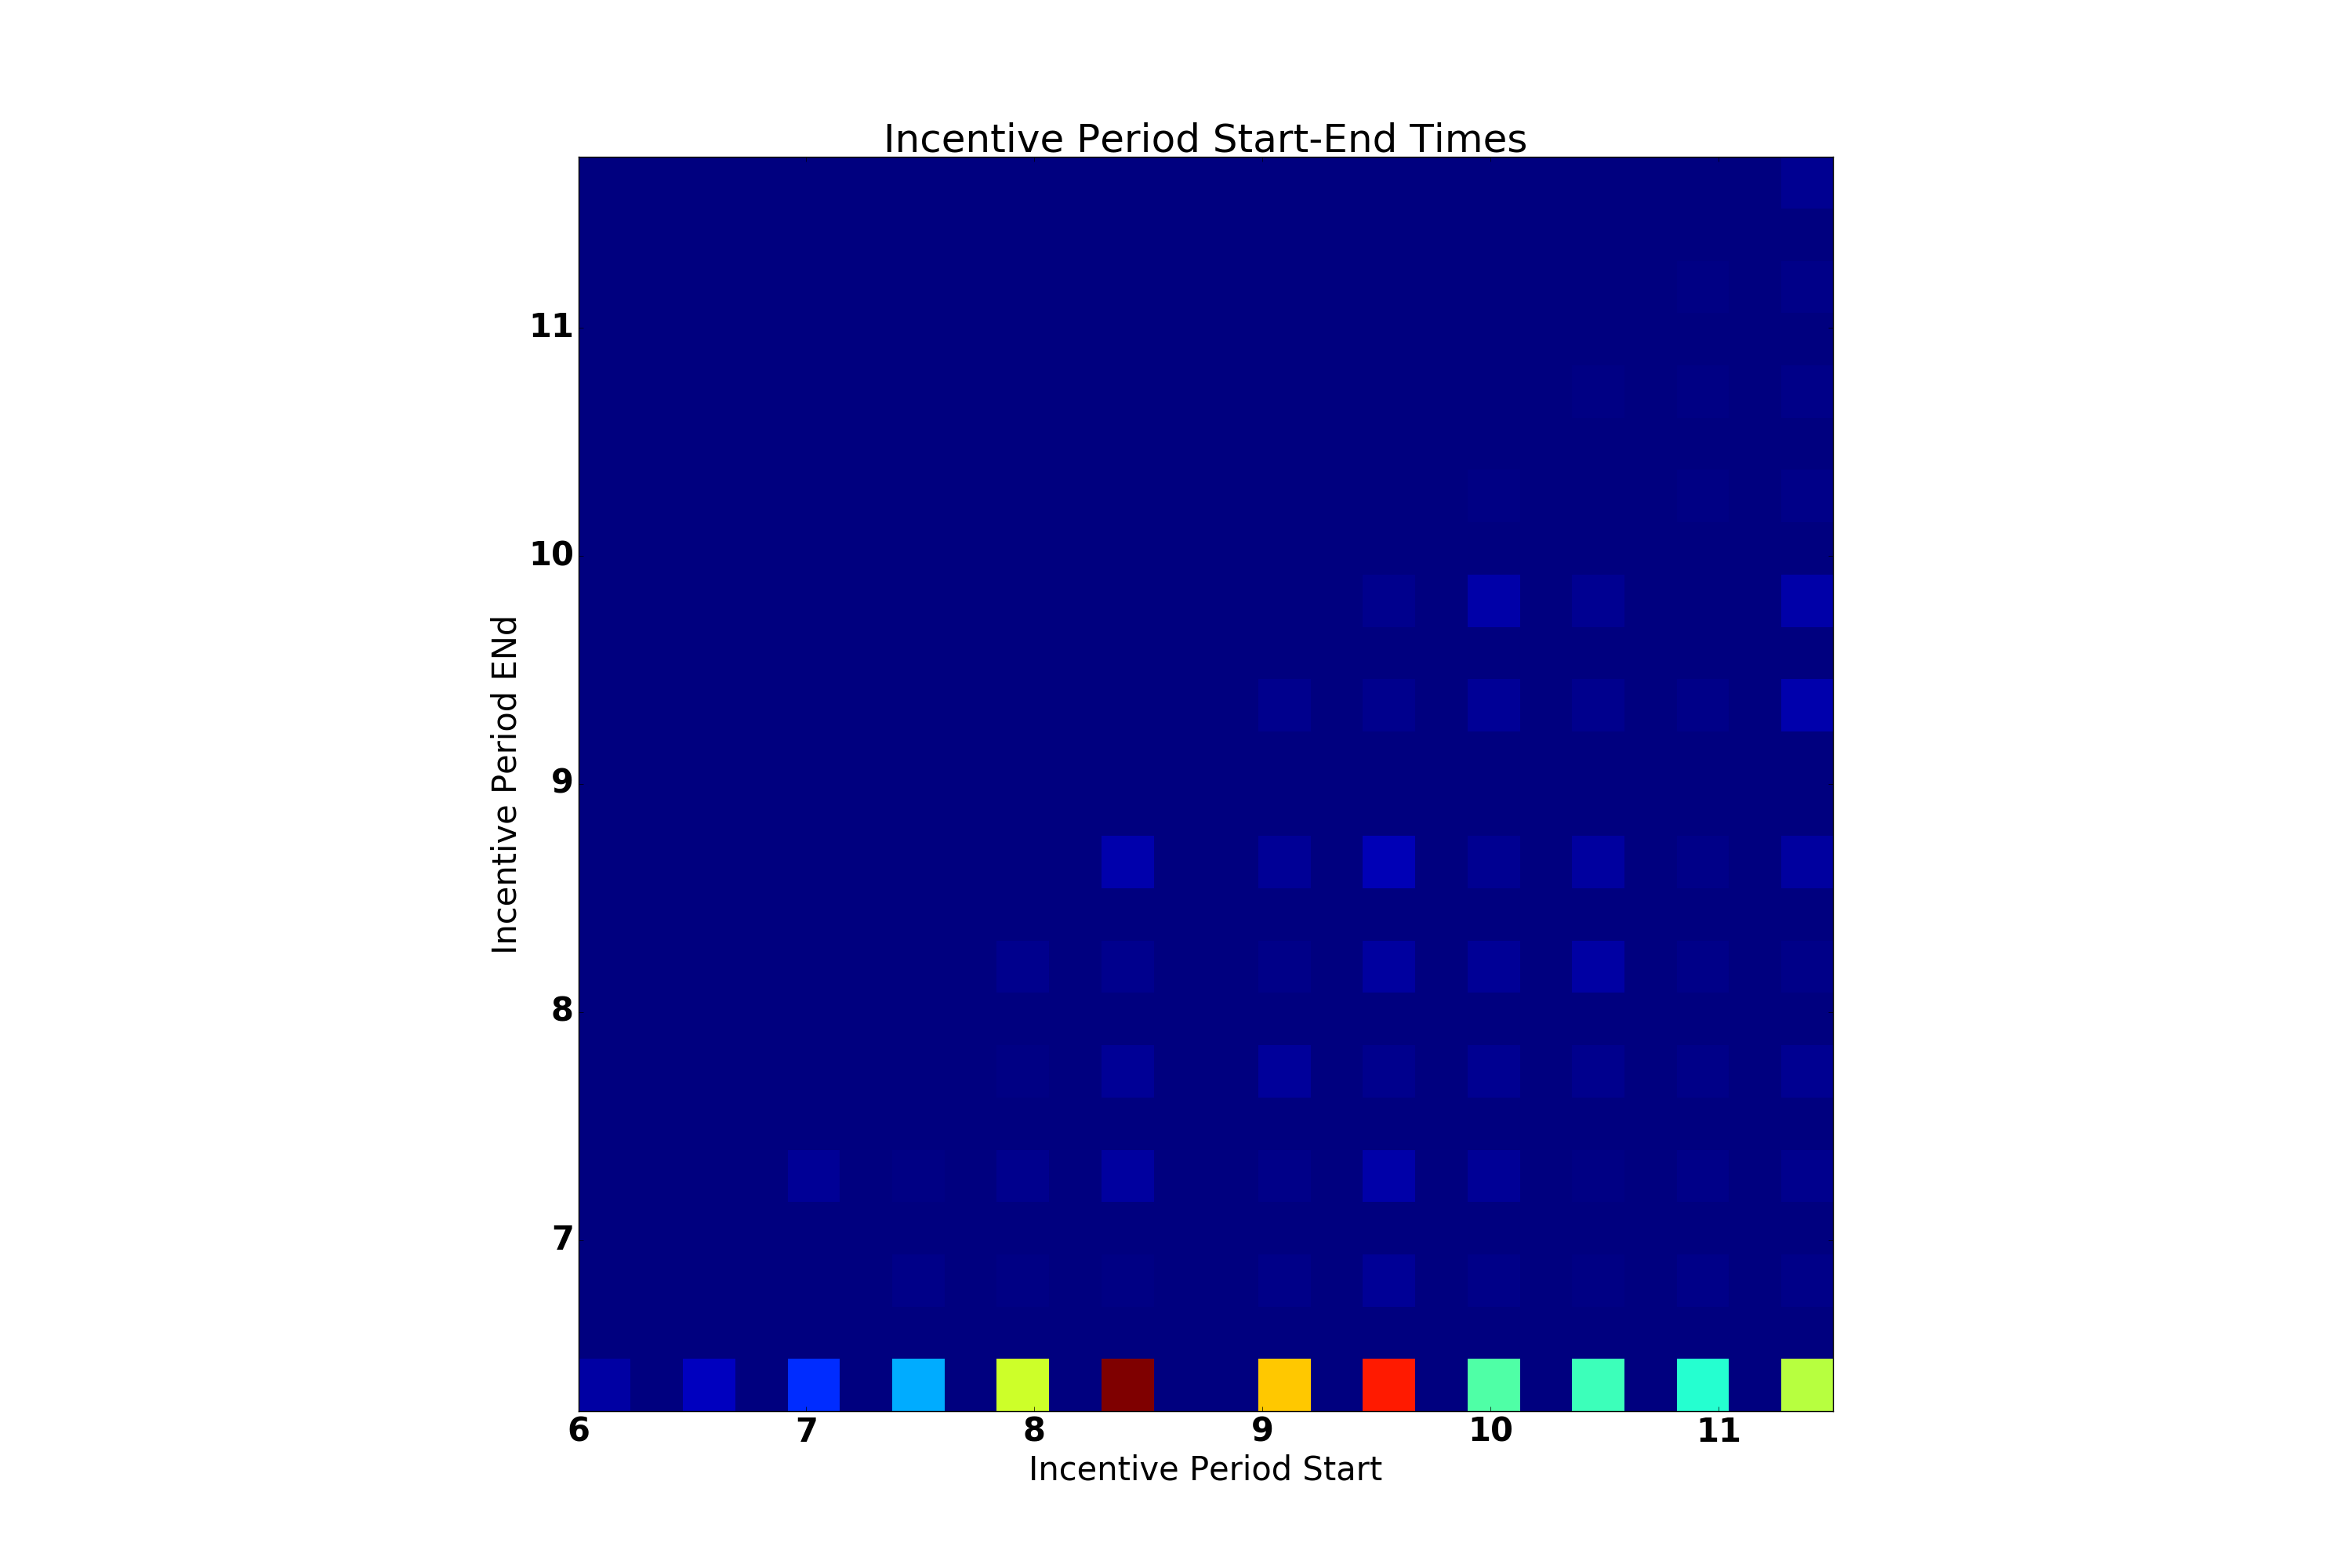 Incentive Period Start-End Times
11
10
9
8
7
Incentive Period ENd
6 7 8 9 10 11
Incentive Period Start